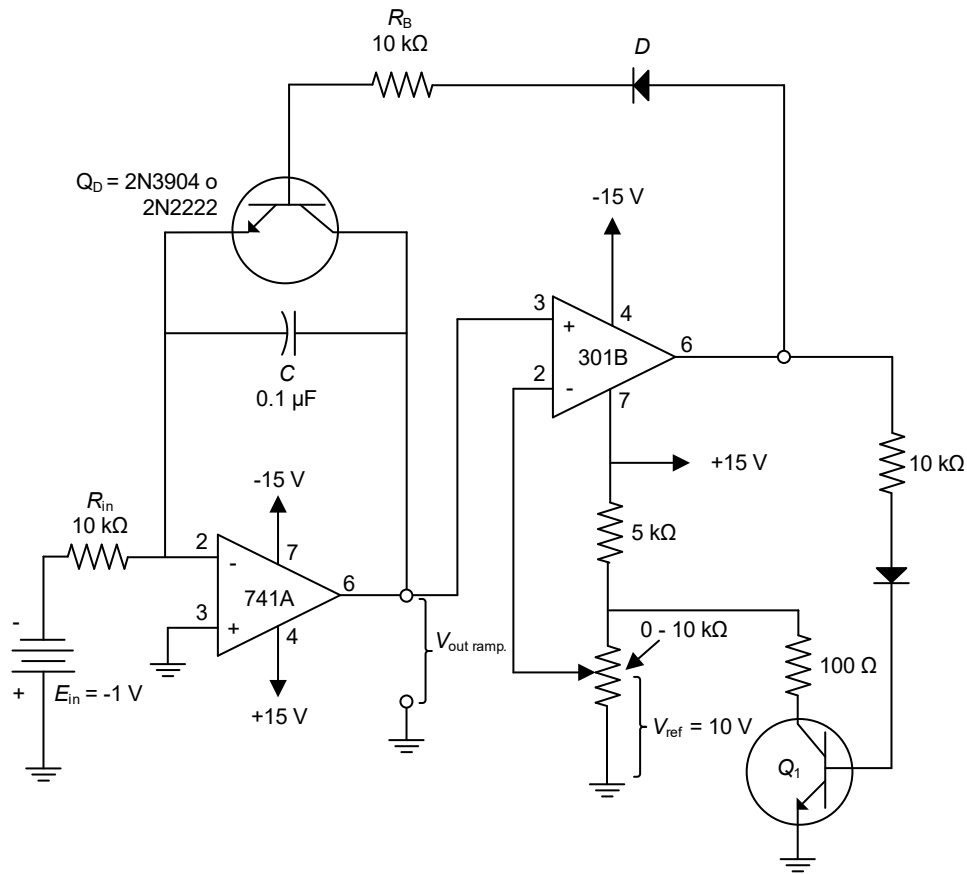 R_B
10 kΩ
D
Q_D = 2N3904 o
2N2222
-15 V
3
+
4
301B
6
2
-
7
C
0.1 µF
+15 V
10 kΩ
-15 V
R_in
10 kΩ
5 kΩ
2
-
7
6
741A
3
+
4
0 - 10 kΩ
V_out ramp.
100 Ω
-
+
E_in = -1 V
+15 V
V_ref = 10 V
Q_1